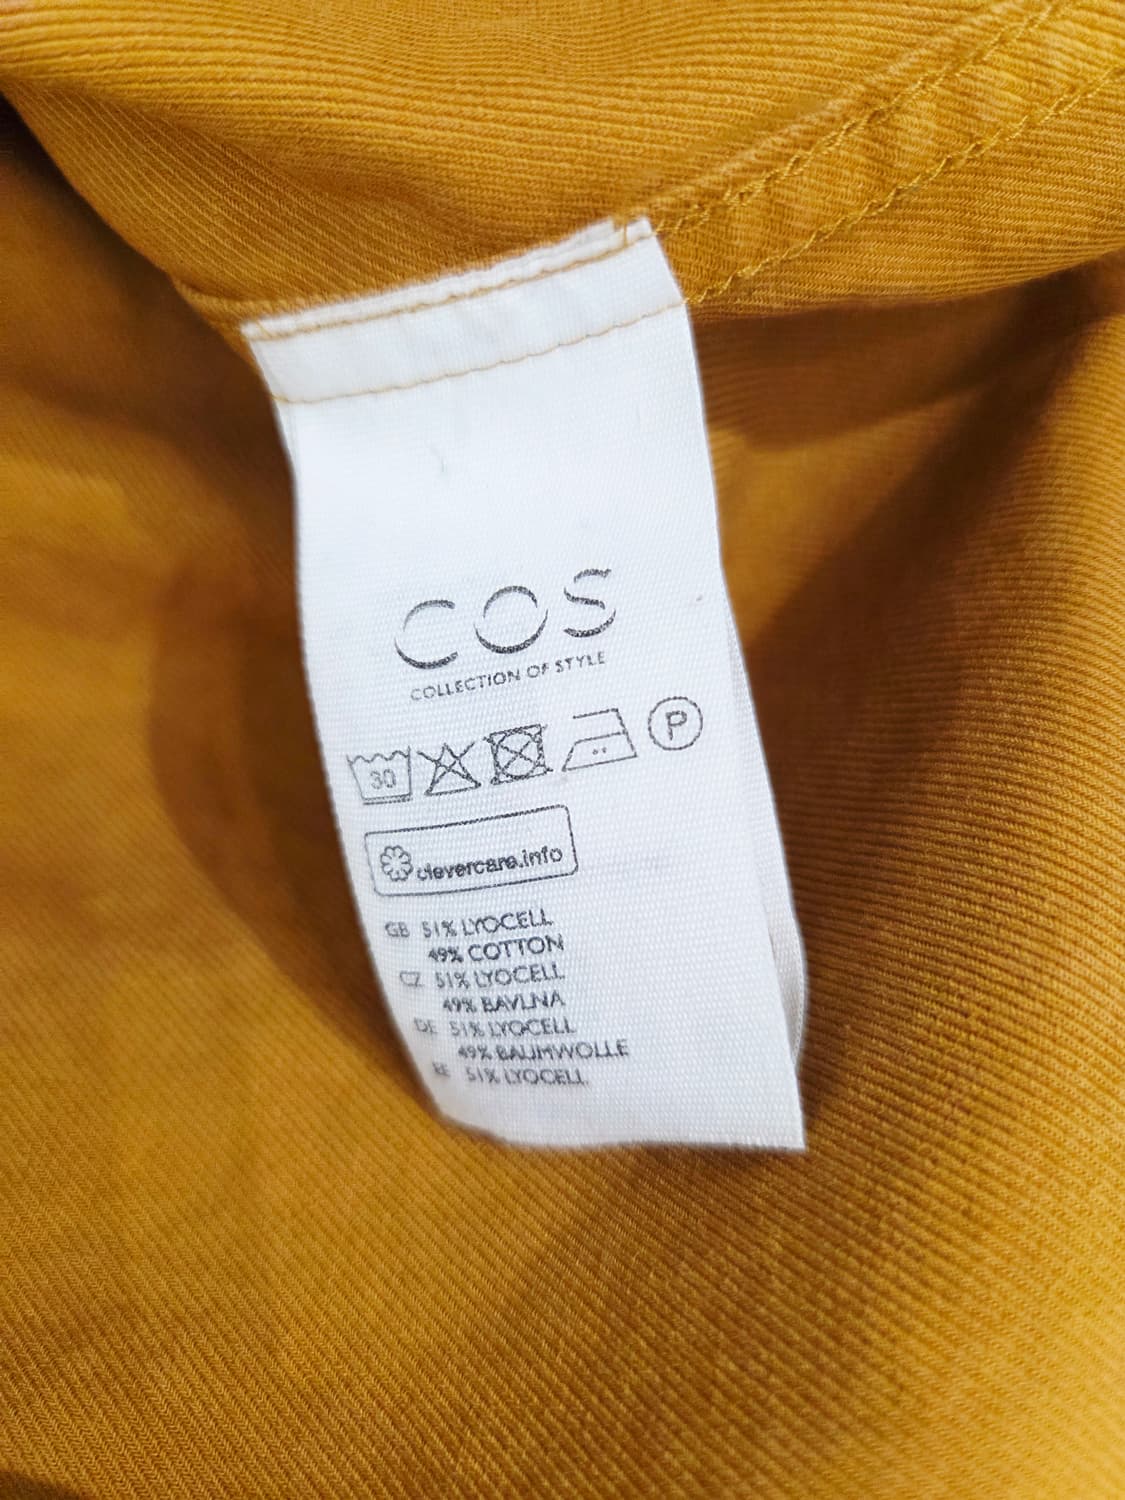 COS
COLLECTION OF STYLE
30 P
clevercare.info
GB 51% LYOCELL
49% COTTON
CZ 51% LYOCELL
49% BAVLNA
DE 51% LYOCELL
49% BAUMWOLLE
51% LYOCELL